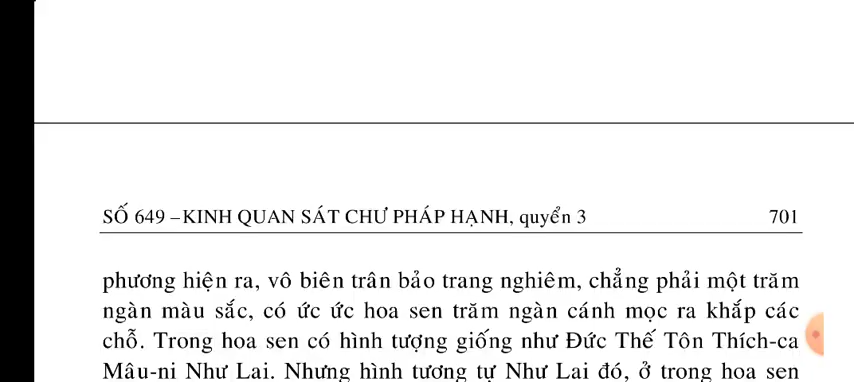 SỐ 649 –KINH QUAN SÁT CHƯ PHÁP HẠNH, quyển 3 701
phương hiện ra, vô biên trân bảo trang nghiêm, chẳng phải một trăm
ngàn màu sắc, có ức ức hoa sen trăm ngàn cánh mọc ra khắp các
chỗ. Trong hoa sen có hình tượng giống như Đức Thế Tôn Thích-ca
Mâu-ni Như Lai. Nhưng hình tương tự Như Lai đó, ở trong hoa sen